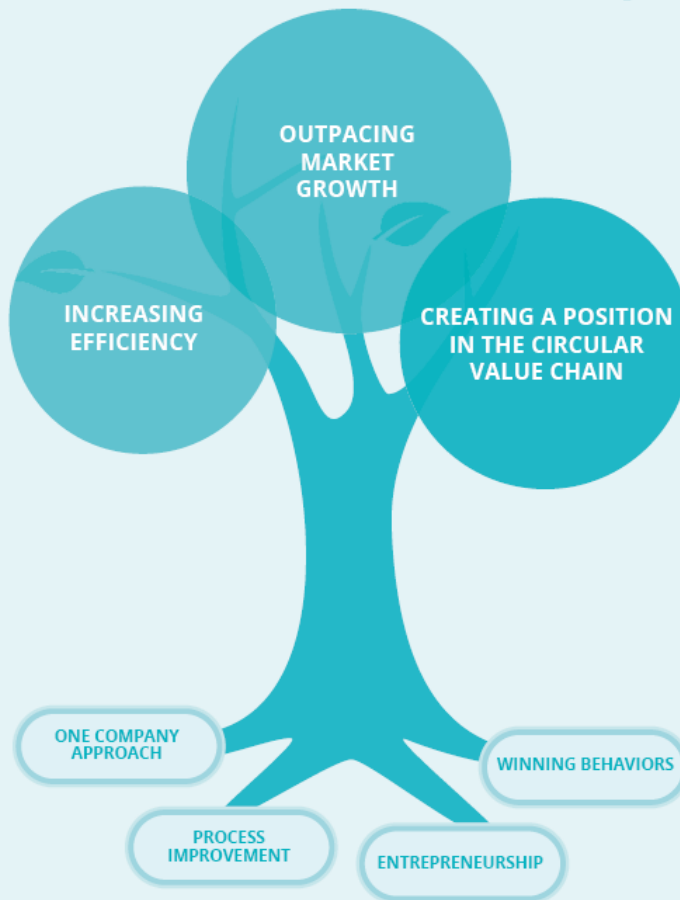 OUTPACING
MARKET
GROWTH
INCREASING
EFFICIENCY
CREATING A POSITION
IN THE CIRCULAR
VALUE CHAIN
ONE COMPANY
APPROACH
WINNING BEHAVIORS
PROCESS
IMPROVEMENT
ENTREPRENEURSHIP